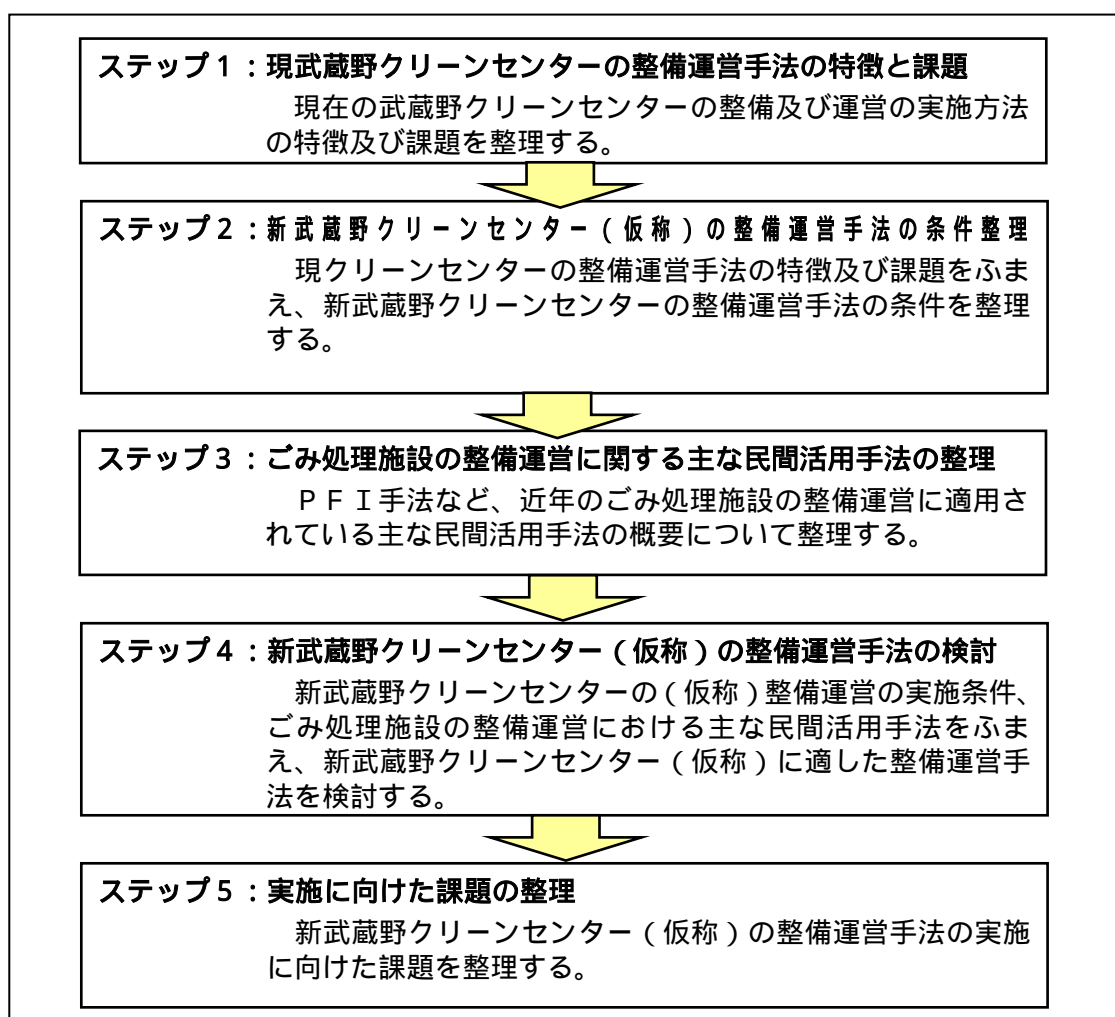 ステップ１：現武蔵野クリーンセンターの整備運営手法の特徴と課題
現在の武蔵野クリーンセンターの整備及び運営の実施方法
の特徴及び課題を整理する。
ステップ２：新武蔵野クリーンセンター（仮称）の整備運営手法の条件整理
現クリーンセンターの整備運営手法の特徴及び課題をふま
え、新武蔵野クリーンセンターの整備運営手法の条件を整理
する。
ステップ３：ごみ処理施設の整備運営に関する主な民間活用手法の整理
ＰＦＩ手法など、近年のごみ処理施設の整備運営に適用さ
れている主な民間活用手法の概要について整理する。
ステップ４：新武蔵野クリーンセンター（仮称）の整備運営手法の検討
新武蔵野クリーンセンターの（仮称）整備運営の実施条件、
ごみ処理施設の整備運営における主な民間活用手法をふま
え、新武蔵野クリーンセンター（仮称）に適した整備運営手
法を検討する。
ステップ５：実施に向けた課題の整理
新武蔵野クリーンセンター（仮称）の整備運営手法の実施
に向けた課題を整理する。